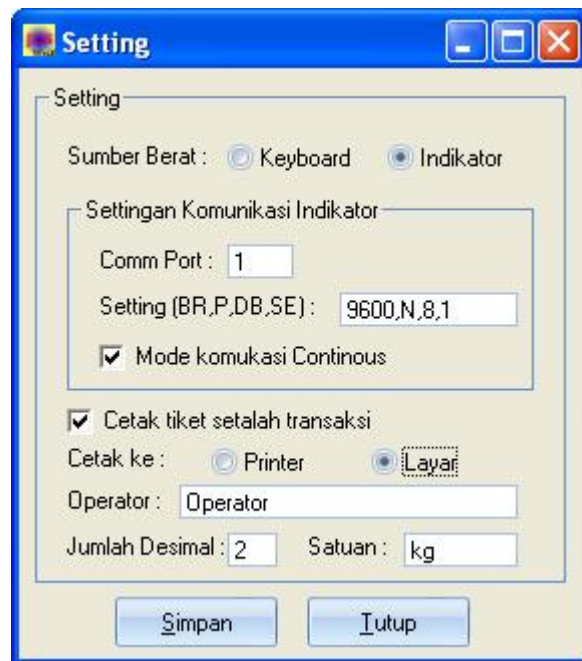 Setting
Setting
Sumber Berat : Keyboard Indikator
Settingan Komunikasi Indikator
Comm Port : 1
Setting (BR,P,DB,SE) : 9600,N,8,1
Mode komukasi Continous
Cetak tiket setalah transaksi
Cetak ke : Printer Layar
Operator : Operator
Jumlah Desimal : 2 Satuan : kg
Simpan Tutup